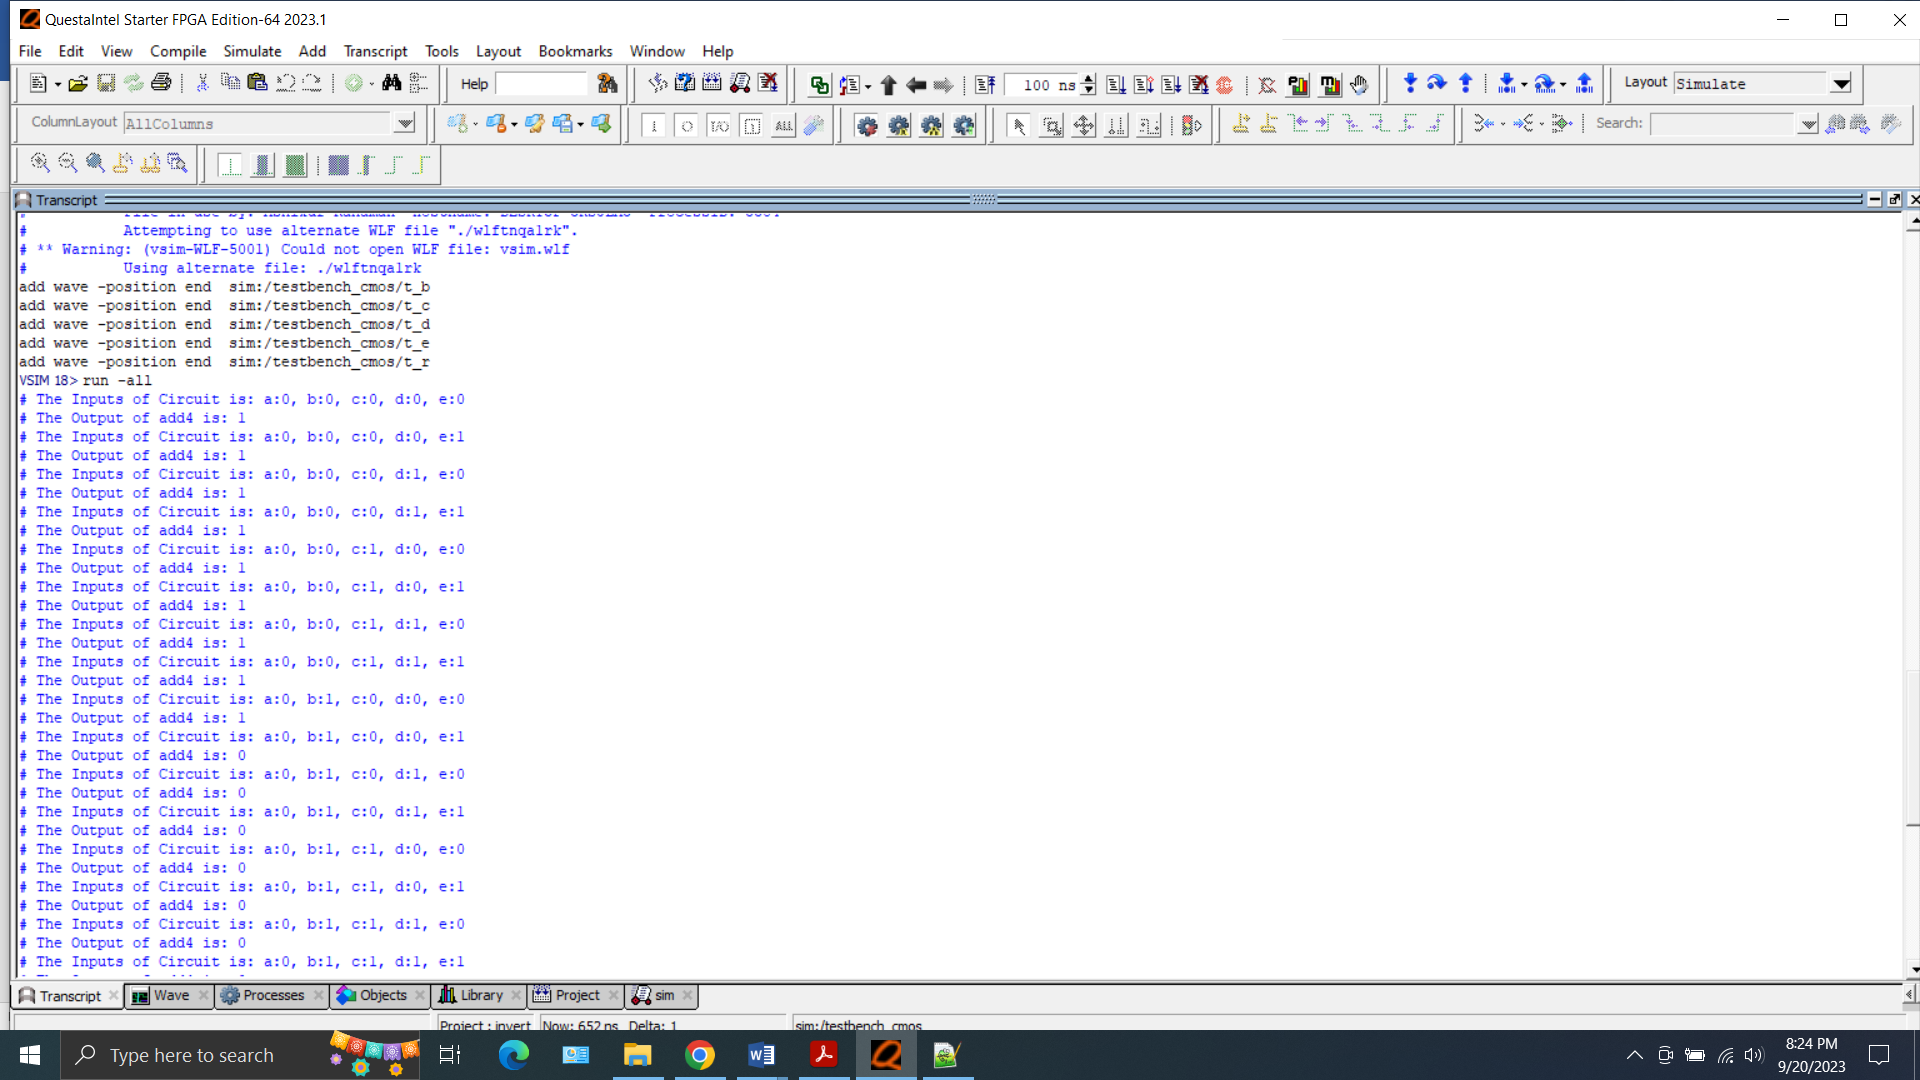 QuestaIntel Starter FPGA Edition-64 2023.1
File Edit View Compile Simulate Add Transcript Tools Layout Bookmarks Window Help
Help
100 ns
Layout Simulate
ColumnLayout AllColumns
ALL
Search:
Transcript
# Attempting to use alternate WLF file "./wlftnqalrk".
# ** Warning: (vsim-WLF-5001) Could not open WLF file: vsim.wlf
# Using alternate file: ./wlftnqalrk
add wave -position end sim:/testbench_cmos/t_b
add wave -position end sim:/testbench_cmos/t_c
add wave -position end sim:/testbench_cmos/t_d
add wave -position end sim:/testbench_cmos/t_e
add wave -position end sim:/testbench_cmos/t_r
VSIM 18> run -all
# The Inputs of Circuit is: a:0, b:0, c:0, d:0, e:0
# The Output of add4 is: 1
# The Inputs of Circuit is: a:0, b:0, c:0, d:0, e:1
# The Output of add4 is: 1
# The Inputs of Circuit is: a:0, b:0, c:0, d:1, e:0
# The Output of add4 is: 1
# The Inputs of Circuit is: a:0, b:0, c:0, d:1, e:1
# The Output of add4 is: 1
# The Inputs of Circuit is: a:0, b:0, c:1, d:0, e:0
# The Output of add4 is: 1
# The Inputs of Circuit is: a:0, b:0, c:1, d:0, e:1
# The Output of add4 is: 1
# The Inputs of Circuit is: a:0, b:0, c:1, d:1, e:0
# The Output of add4 is: 1
# The Inputs of Circuit is: a:0, b:0, c:1, d:1, e:1
# The Output of add4 is: 1
# The Inputs of Circuit is: a:0, b:1, c:0, d:0, e:0
# The Output of add4 is: 1
# The Inputs of Circuit is: a:0, b:1, c:0, d:0, e:1
# The Output of add4 is: 0
# The Inputs of Circuit is: a:0, b:1, c:0, d:1, e:0
# The Output of add4 is: 0
# The Inputs of Circuit is: a:0, b:1, c:0, d:1, e:1
# The Output of add4 is: 0
# The Inputs of Circuit is: a:0, b:1, c:1, d:0, e:0
# The Output of add4 is: 0
# The Inputs of Circuit is: a:0, b:1, c:1, d:0, e:1
# The Output of add4 is: 0
# The Inputs of Circuit is: a:0, b:1, c:1, d:1, e:0
# The Output of add4 is: 0
# The Inputs of Circuit is: a:0, b:1, c:1, d:1, e:1
Transcript Wave Processes Objects Library Project sim
Project : invert Now: 652 ns Delta: 1 sim:/testbench_cmos
Type here to search
8:24 PM
9/20/2023